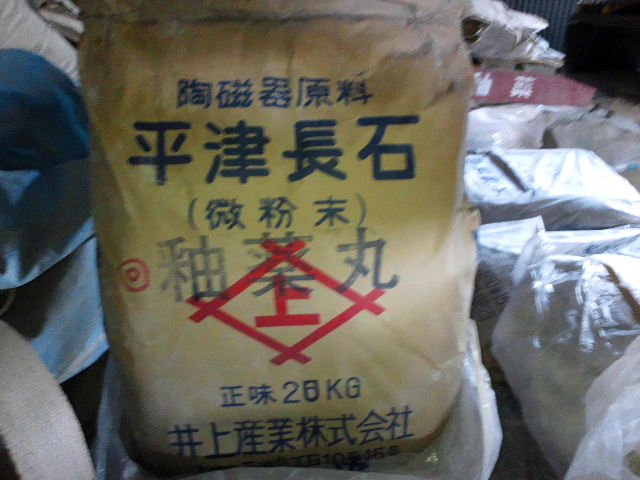 陶磁器原料
平津長石
(微粉末)
釉薬丸
上
正味25KG
井上産業株式会社